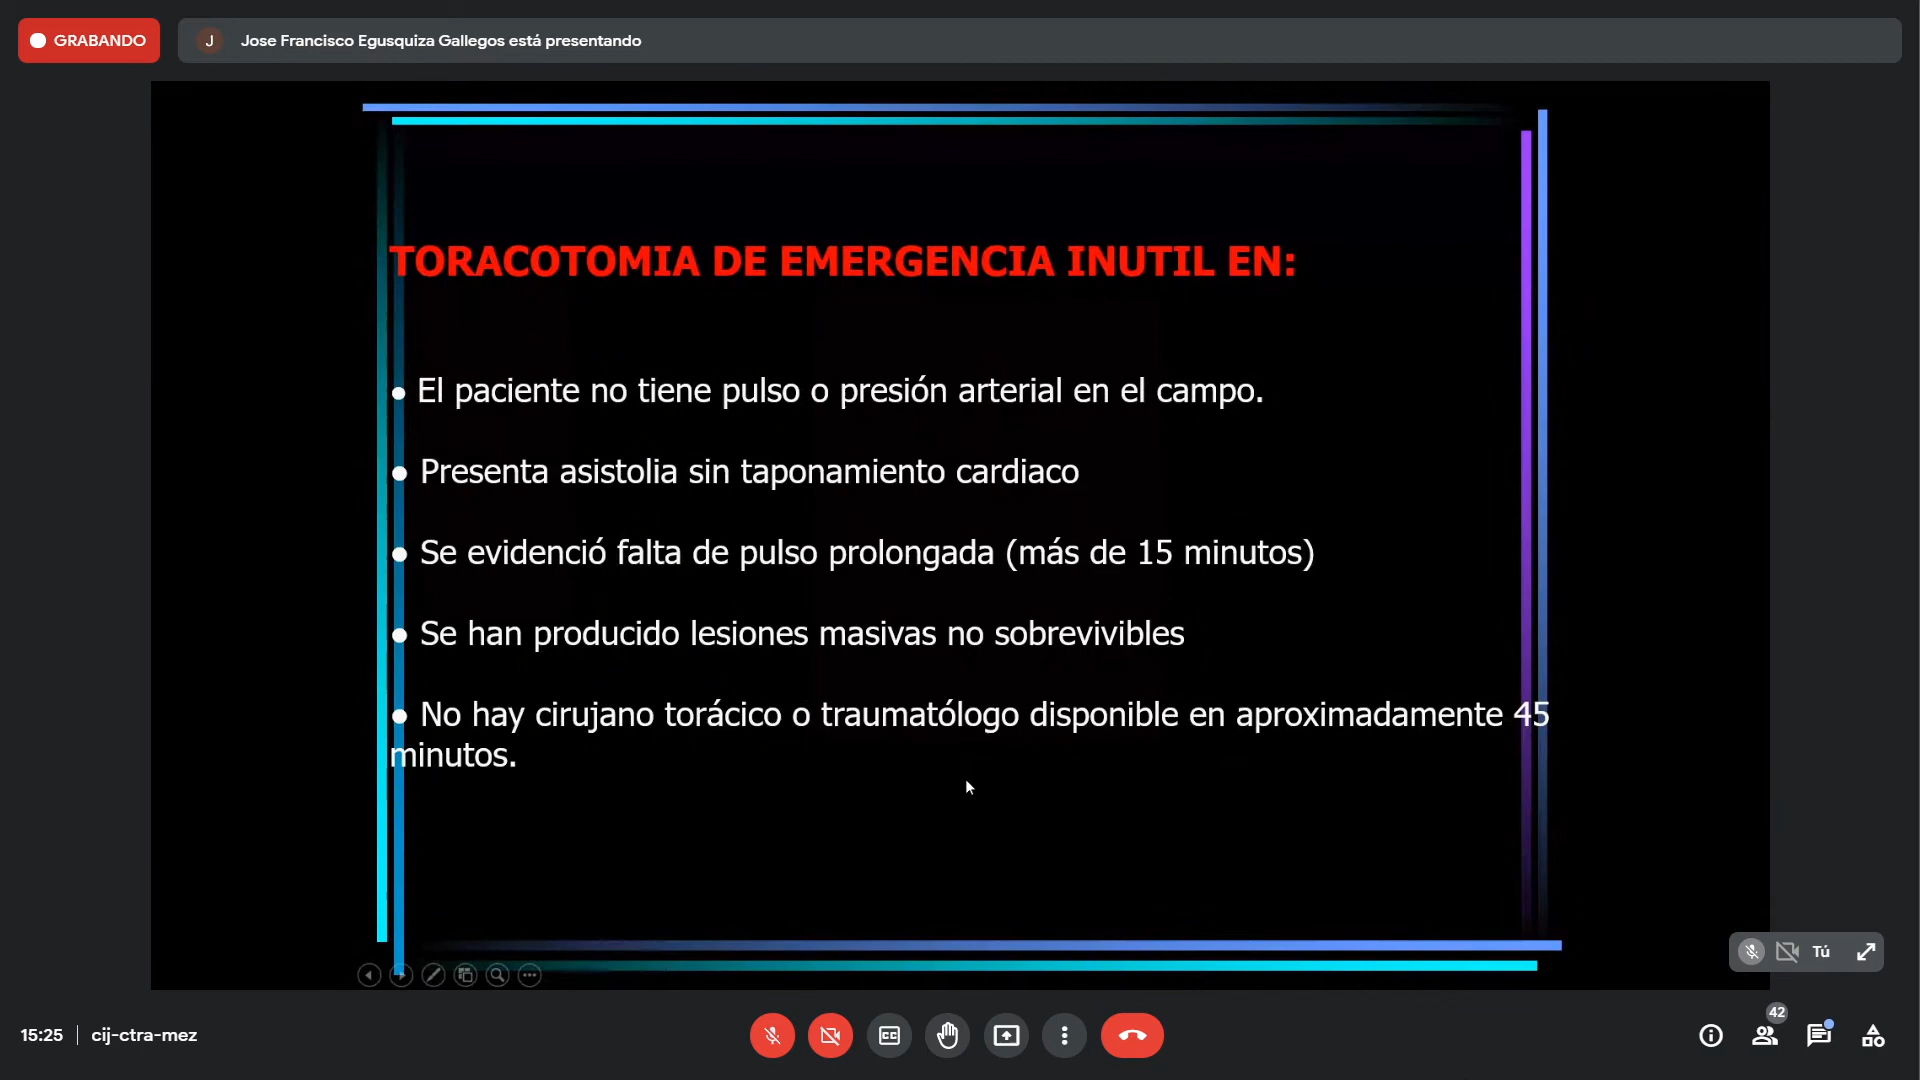 GRABANDO
J
Jose Francisco Egusquiza Gallegos está presentando
TORACOTOMIA DE EMERGENCIA INUTIL EN:
• El paciente no tiene pulso o presión arterial en el campo.
• Presenta asistolia sin taponamiento cardiaco
• Se evidenció falta de pulso prolongada (más de 15 minutos)
• Se han producido lesiones masivas no sobrevivibles
• No hay cirujano torácico o traumatólogo disponible en aproximadamente 45
minutos.
Tú
15:25
cij-ctra-mez
CC
42